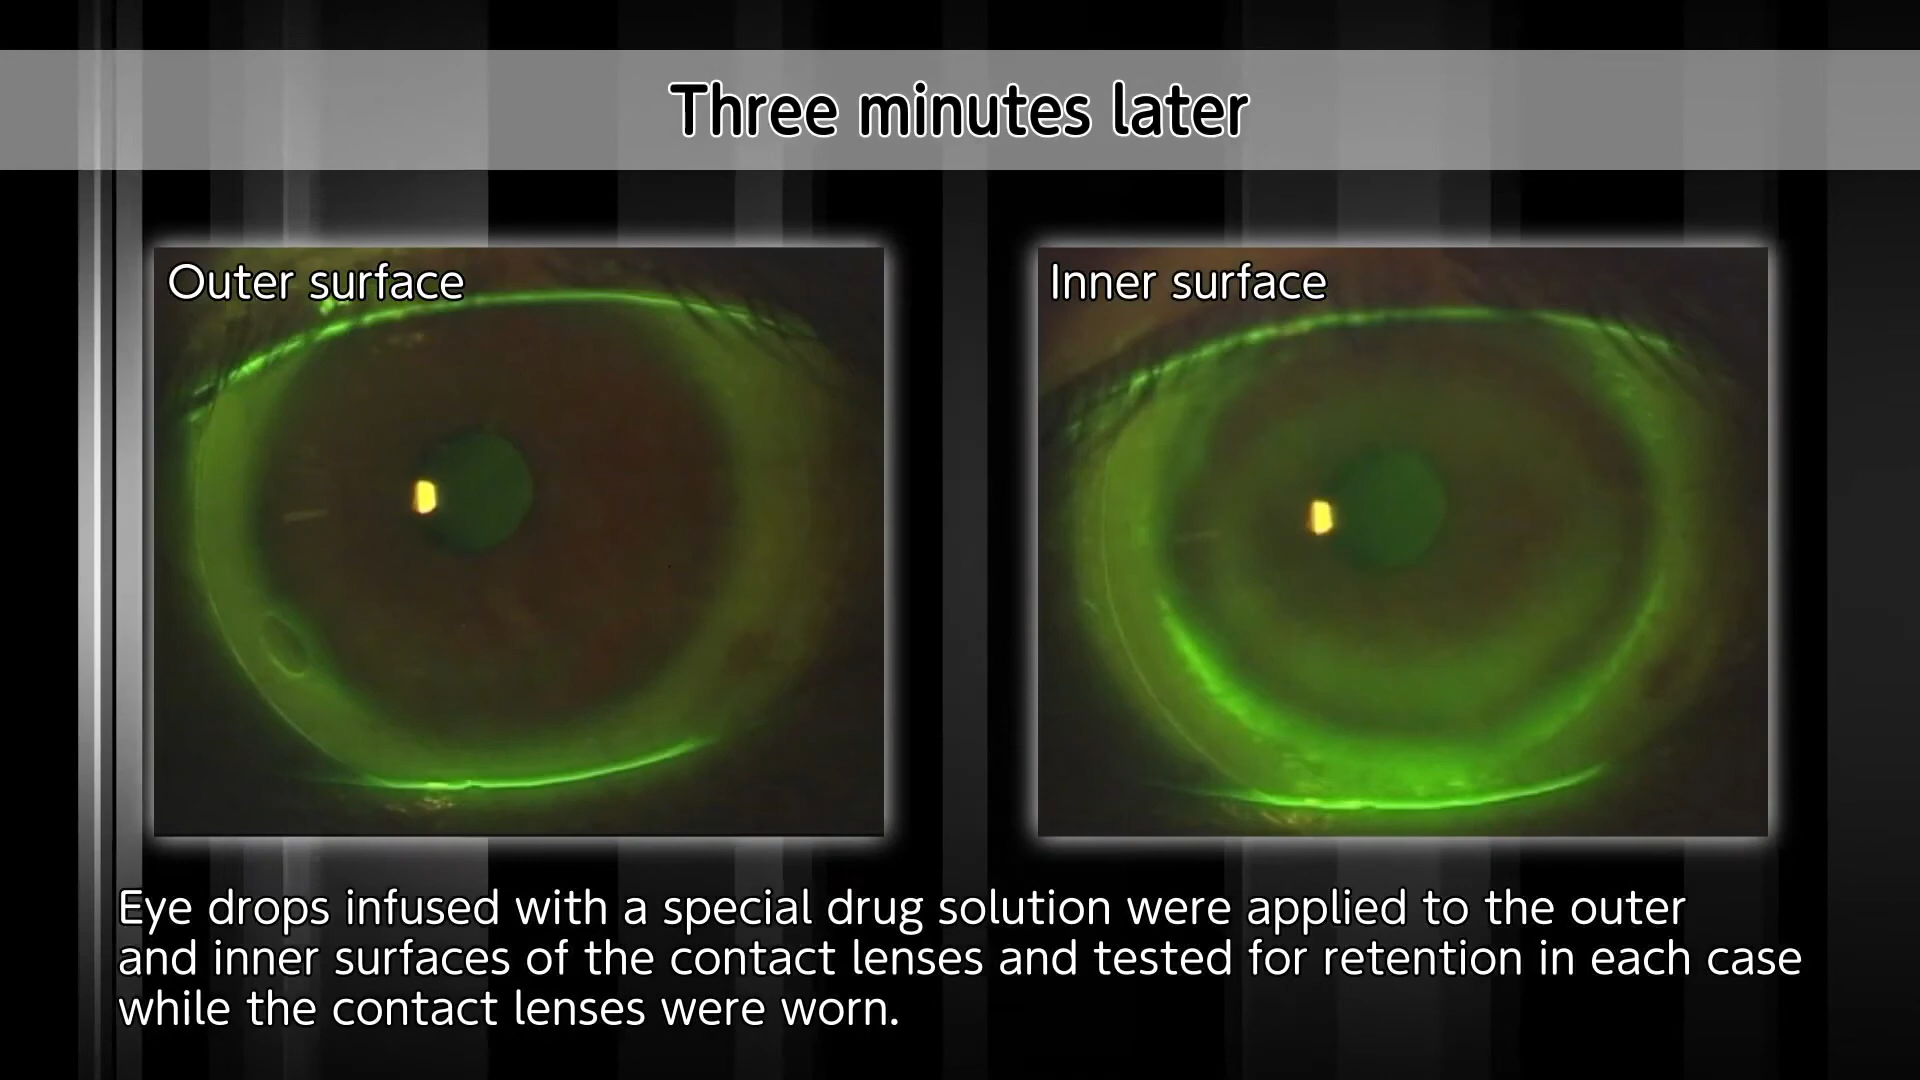 Three minutes later
Outer surface
Inner surface
Eye drops infused with a special drug solution were applied to the outer
and inner surfaces of the contact lenses and tested for retention in each case
while the contact lenses were worn.